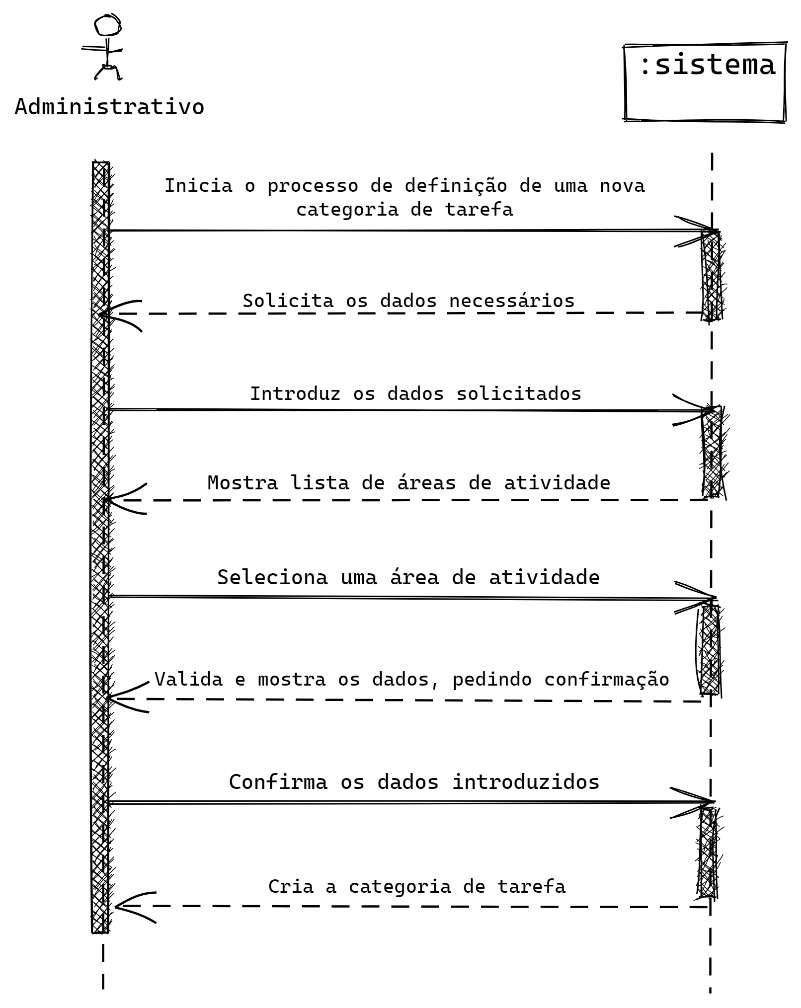 Administrativo
:sistema
Inicia o processo de definição de uma nova
categoria de tarefa
Solicita os dados necessários
Introduz os dados solicitados
Mostra lista de áreas de atividade
Seleciona uma área de atividade
Valida e mostra os dados, pedindo confirmação
Confirma os dados introduzidos
Cria a categoria de tarefa